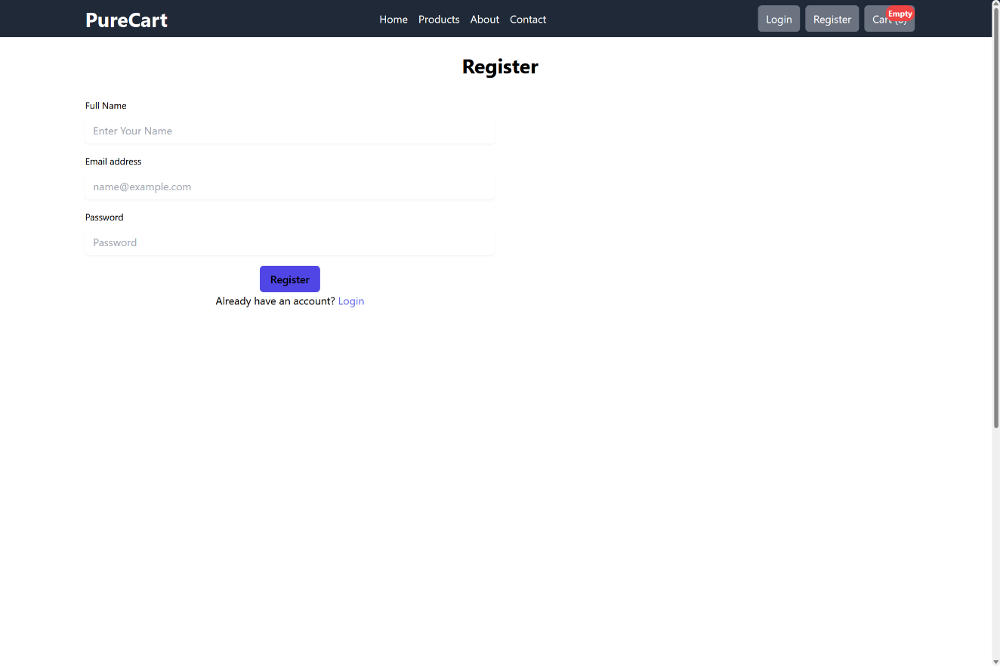 PureCart
Home Products About Contact
Login Register Cart (0) Empty
Register
Full Name
Enter Your Name
Email address
name@example.com
Password
Password
Register
Already have an account? Login